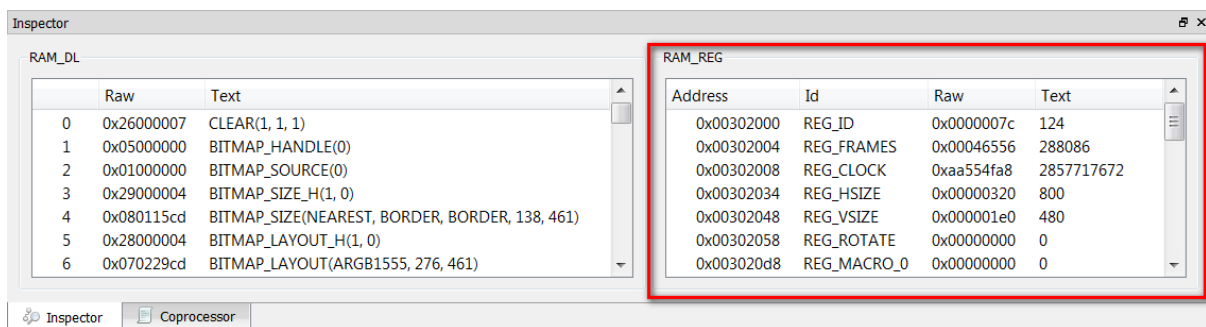 Inspector
RAM_DL
Raw Text
0 0x26000007 CLEAR(1, 1, 1)
1 0x05000000 BITMAP_HANDLE(0)
2 0x01000000 BITMAP_SOURCE(0)
3 0x29000004 BITMAP_SIZE_H(1, 0)
4 0x080115cd BITMAP_SIZE(NEAREST, BORDER, BORDER, 138, 461)
5 0x28000004 BITMAP_LAYOUT_H(1, 0)
6 0x070229cd BITMAP_LAYOUT(ARGB1555, 276, 461)
RAM_REG
Address Id Raw Text
0x00302000 REG_ID 0x0000007c 124
0x00302004 REG_FRAMES 0x00046556 288086
0x00302008 REG_CLOCK 0xaa554fa8 2857717672
0x00302034 REG_HSIZE 0x00000320 800
0x00302048 REG_VSIZE 0x000001e0 480
0x00302058 REG_ROTATE 0x00000000 0
0x003020d8 REG_MACRO_0 0x00000000 0
Inspector Coprocessor